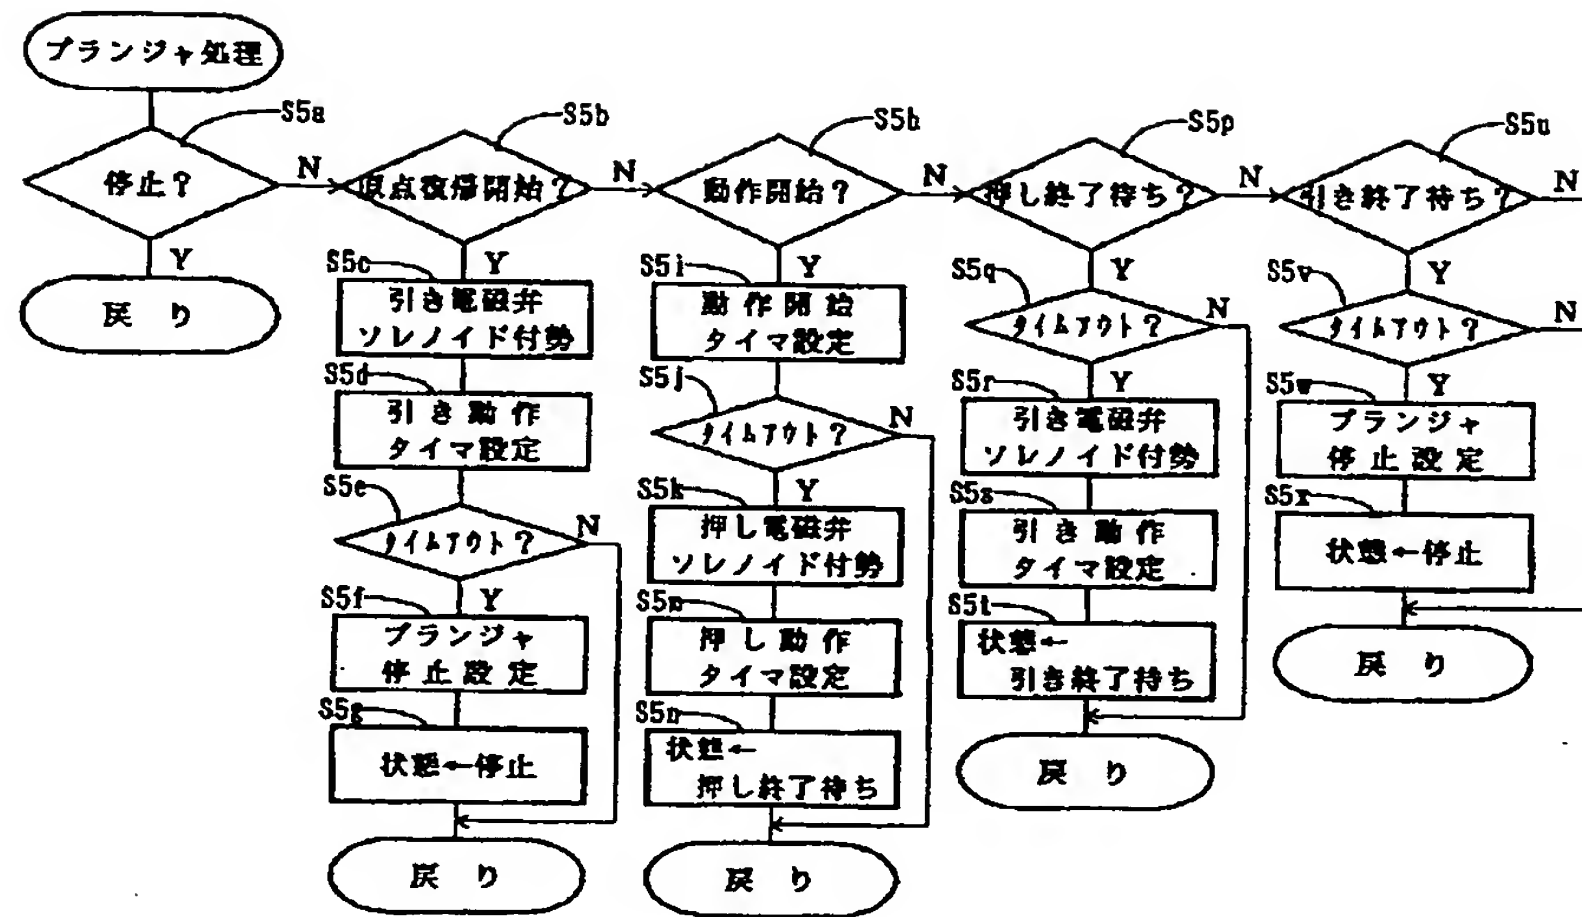 プランジャ処理
S5a
停止?
N
Y
戻り
S5b
原点復帰開始?
N
Y
S5c
引き電磁弁
ソレノイド付勢
S5d
引き動作
タイマ設定
S5e
タイムアウト?
N
Y
S5f
プランジャ
停止設定
S5g
状態←停止
戻り
S5h
動作開始?
N
Y
S5i
動作開始
タイマ設定
S5j
タイムアウト?
N
Y
S5k
押し電磁弁
ソレノイド付勢
S5m
押し動作
タイマ設定
S5n
状態←
押し終了待ち
戻り
S5p
押し終了待ち?
N
Y
S5q
タイムアウト?
N
Y
S5r
引き電磁弁
ソレノイド付勢
S5s
引き動作
タイマ設定
S5t
状態←
引き終了待ち
戻り
S5u
引き終了待ち?
N
Y
S5v
タイムアウト?
N
Y
S5w
プランジャ
停止設定
S5x
状態←停止
戻り